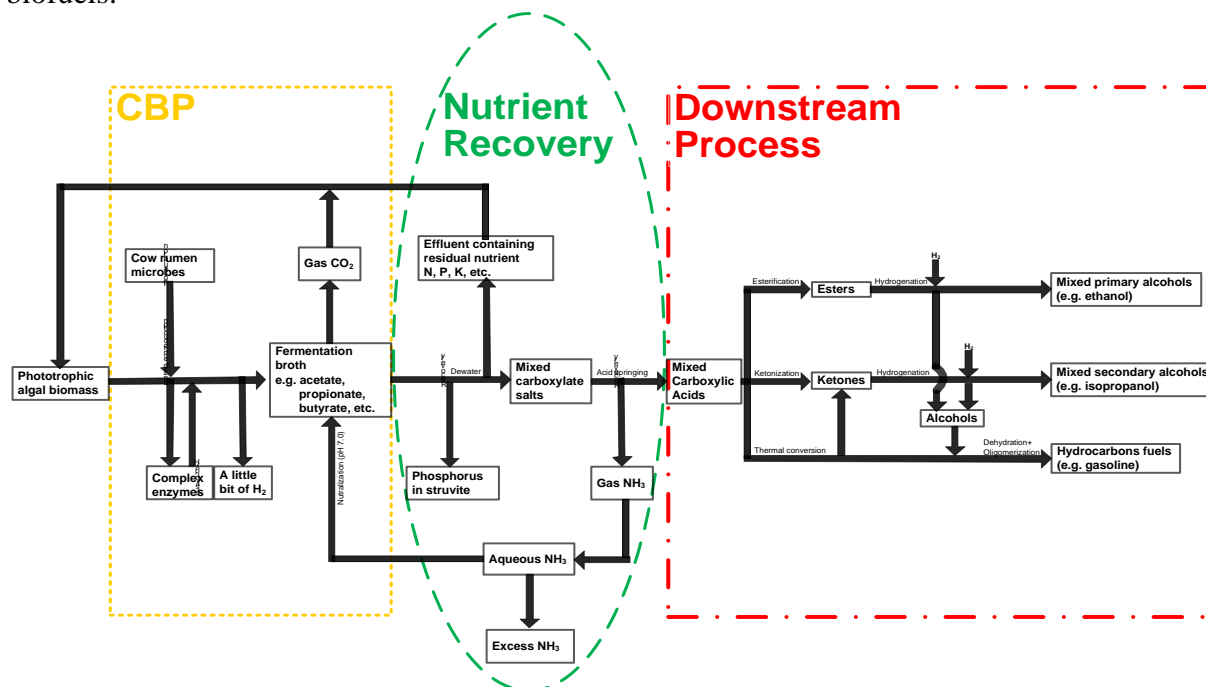 biofuels.
CBP
Nutrient
Recovery
Downstream
Process
Cow rumen
microbes
Gas CO₂
Effluent containing
residual nutrient
N, P, K, etc.
H₂
Esterification
Esters
Hydrogenation
Mixed primary alcohols
(e.g. ethanol)
Phototrophic
algal biomass
Fermentation
broth
e.g. acetate,
propionate,
butyrate, etc.
Dewater
Mixed
carboxylate
salts
Acid springing
Mixed
Carboxylic
Acids
Ketonization
Ketones
Hydrogenation
H₂
Mixed secondary alcohols
(e.g. isopropanol)
Alcohols
Thermal conversion
Dehydration+
Oligomerization
Hydrocarbons fuels
(e.g. gasoline)
Complex
enzymes
A little
bit of H₂
Nutralization (pH 7.0)
Phosphorus
in struvite
Gas NH₃
Aqueous NH₃
Excess NH₃